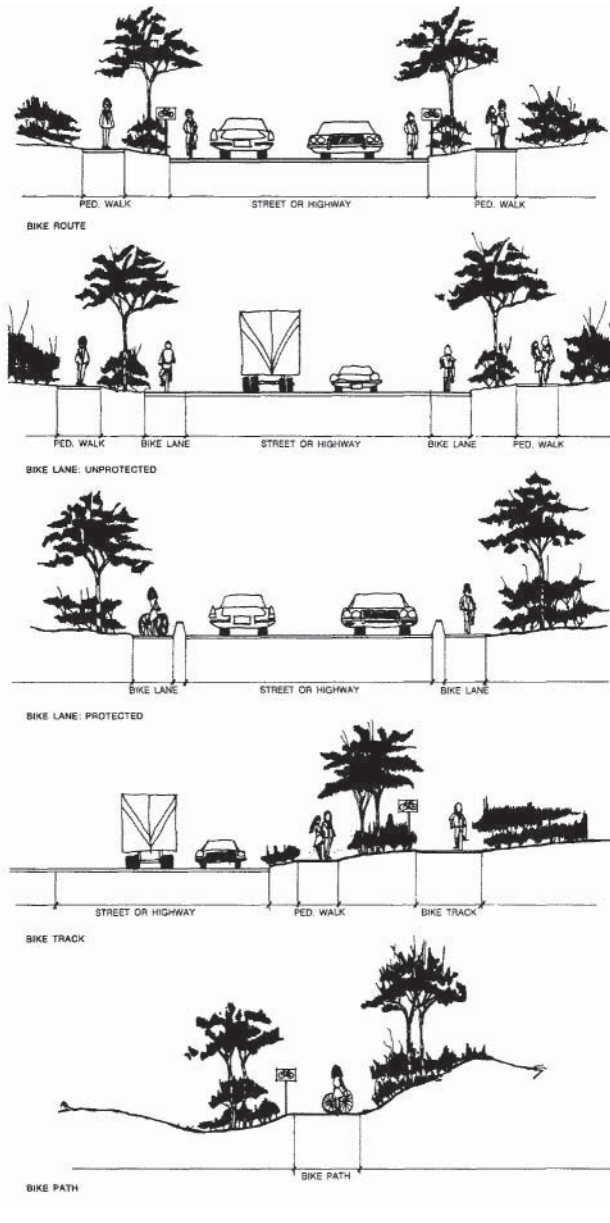 PED. WALK STREET OR HIGHWAY PED. WALK
BIKE ROUTE
PED. WALK BIKE LANE STREET OR HIGHWAY BIKE LANE PED. WALK
BIKE LANE: UNPROTECTED
BIKE LANE STREET OR HIGHWAY BIKE LANE
BIKE LANE: PROTECTED
STREET OR HIGHWAY PED. WALK BIKE TRACK
BIKE TRACK
BIKE PATH
BIKE PATH